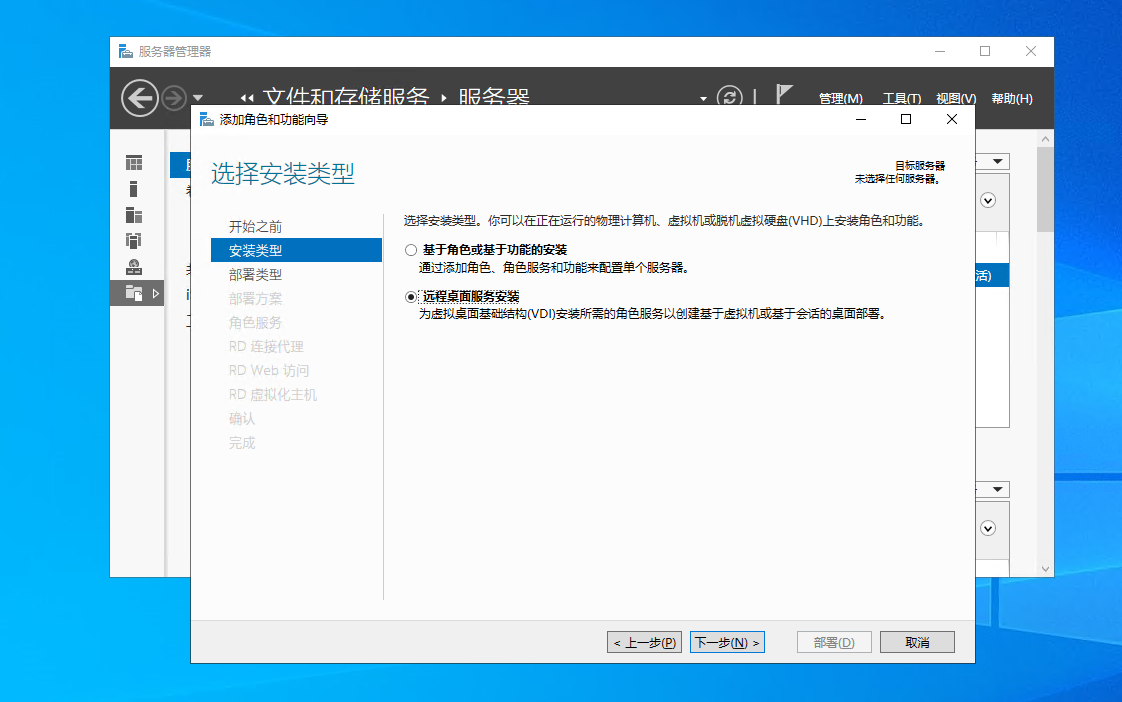 服务器管理器
文件和存储服务 服务器
管理(M) 工具(T) 视图(V) 帮助(H)
添加角色和功能向导
选择安装类型
目标服务器
未选择任何服务器。
开始之前
安装类型
部署类型
部署方案
角色服务
RD 连接代理
RD Web 访问
RD 虚拟化主机
确认
完成
选择安装类型。你可以在正在运行的物理计算机、虚拟机或脱机虚拟硬盘(VHD)上安装角色和功能。
基于角色或基于功能的安装
通过添加角色、角色服务和功能来配置单个服务器。
远程桌面服务安装
为虚拟桌面基础结构(VDI)安装所需的角色服务以创建基于虚拟机或基于会话的桌面部署。
活)
< 上一步(P) 下一步(N) > 部署(D) 取消